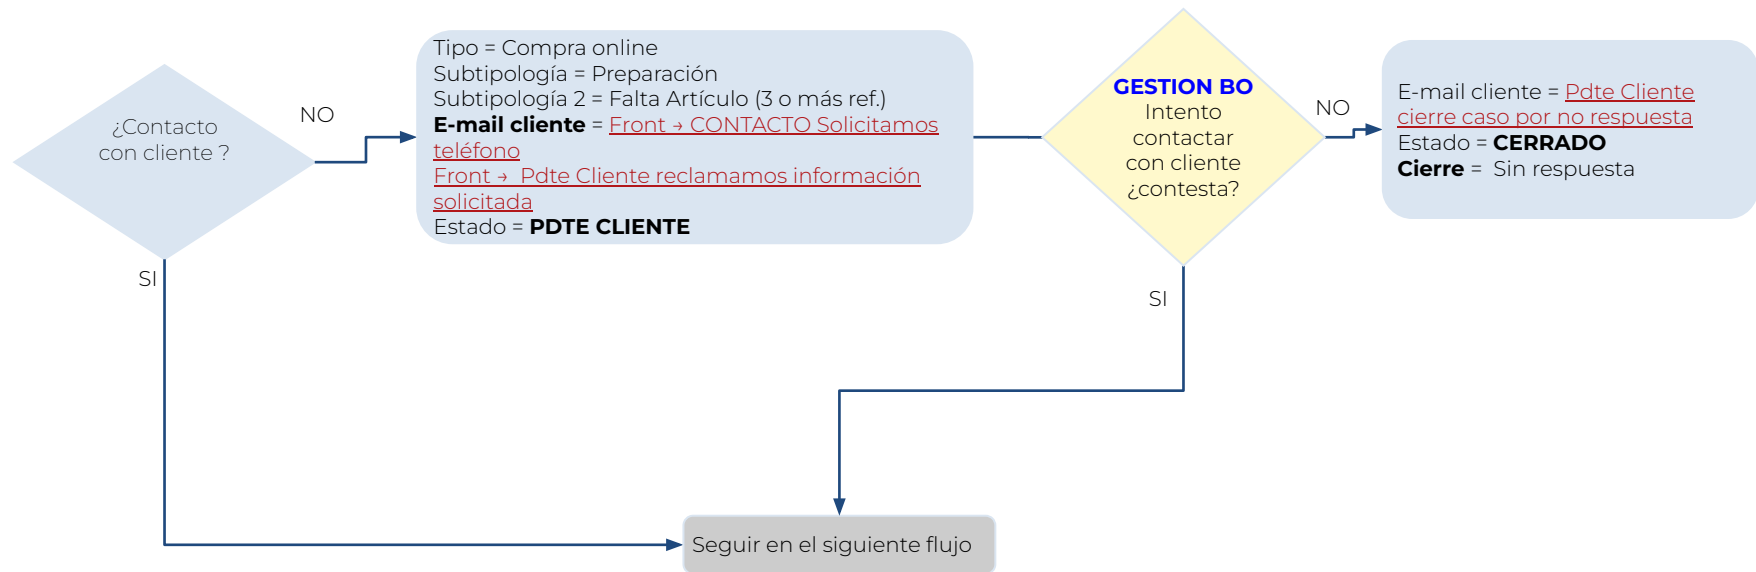 ¿Contacto
con cliente ?
NO
SI
Tipo = Compra online
Subtipología = Preparación
Subtipología 2 = Falta Artículo (3 o más ref.)
E-mail cliente = Front → CONTACTO Solicitamos
teléfono
Front → Pdte Cliente reclamamos información
solicitada
Estado = PDTE CLIENTE
GESTION BO
Intento
contactar
con cliente
¿contesta?
NO
SI
E-mail cliente = Pdte Cliente
cierre caso por no respuesta
Estado = CERRADO
Cierre = Sin respuesta
Seguir en el siguiente flujo